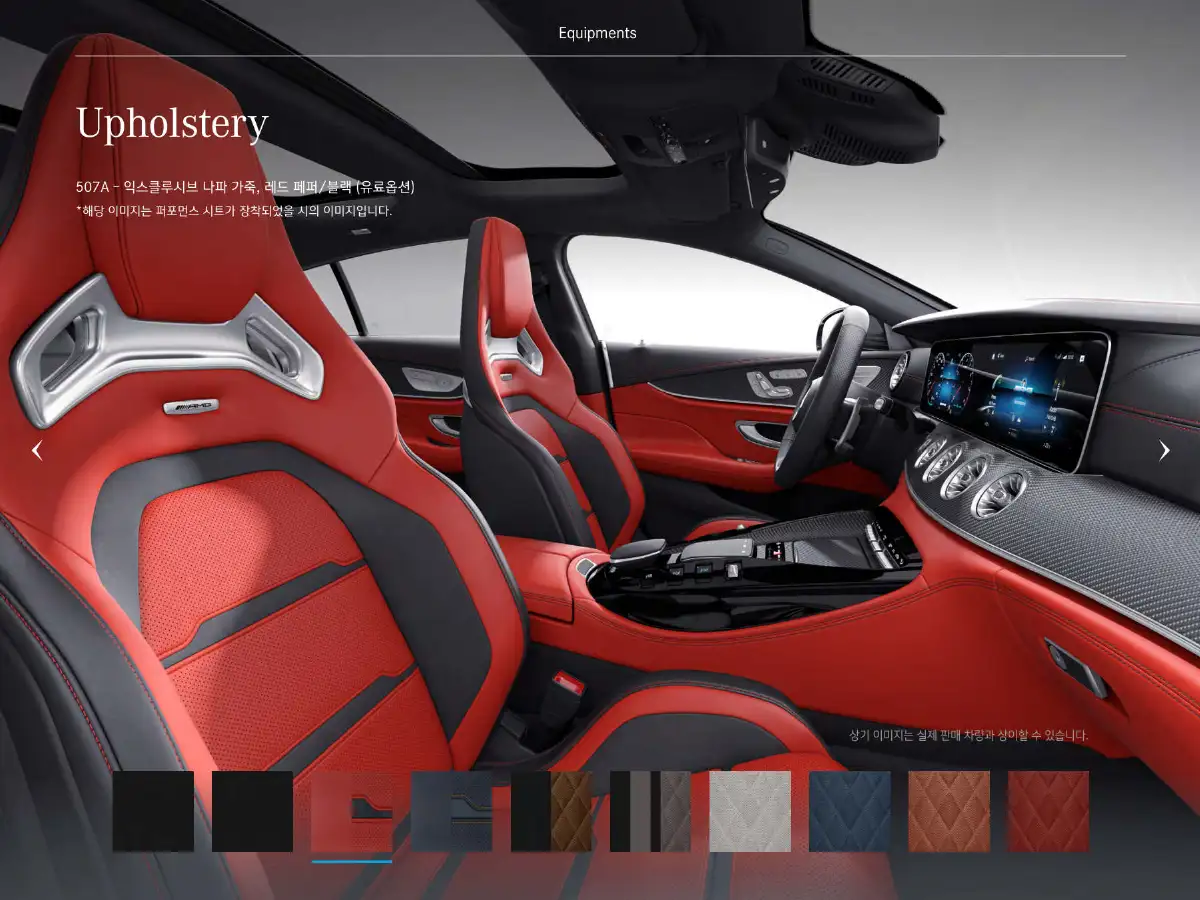 Equipments
Upholstery
507A - 익스클루시브 나파 가죽, 레드 페퍼/블랙 (유료옵션)
*해당 이미지는 퍼포먼스 시트가 장착되었을 시의 이미지입니다.
AMG
상기 이미지는 실제 판매 차량과 상이할 수 있습니다.